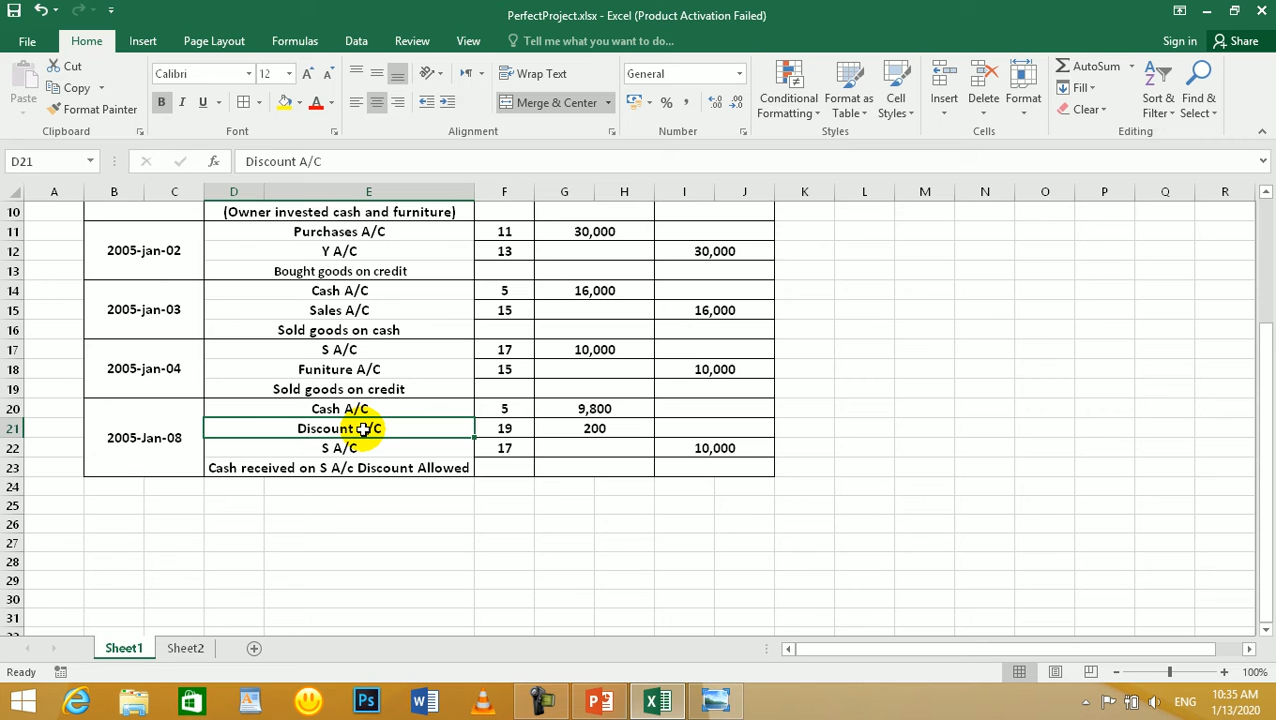 PerfectProject.xlsx - Excel (Product Activation Failed)
File Home Insert Page Layout Formulas Data Review View Tell me what you want to do... Sign in Share
Paste
Cut
Copy
Format Painter
Clipboard
Calibri 12
B I U
Font
Wrap Text
Merge & Center
Alignment
General
Number
Conditional Formatting
Format as Table
Cell Styles
Styles
Insert Delete Format
Cells
AutoSum
Fill
Clear
Sort & Filter
Find & Select
Editing
D21 fx Discount A/C
A B C D E F G H I J K L M N O P Q R
10 (Owner invested cash and furniture)
11 Purchases A/C 11 30,000
12 2005-jan-02 Y A/C 13 30,000
13 Bought goods on credit
14 Cash A/C 5 16,000
15 2005-jan-03 Sales A/C 15 16,000
16 Sold goods on cash
17 S A/C 17 10,000
18 2005-jan-04 Funiture A/C 15 10,000
19 Sold goods on credit
20 Cash A/C 5 9,800
21 2005-Jan-08 Discount A/C 19 200
22 S A/C 17 10,000
23 Cash received on S A/c Discount Allowed
24
25
26
27
28
29
30
31
Sheet1 Sheet2
Ready 100%
ENG 10:35 AM
1/13/2020